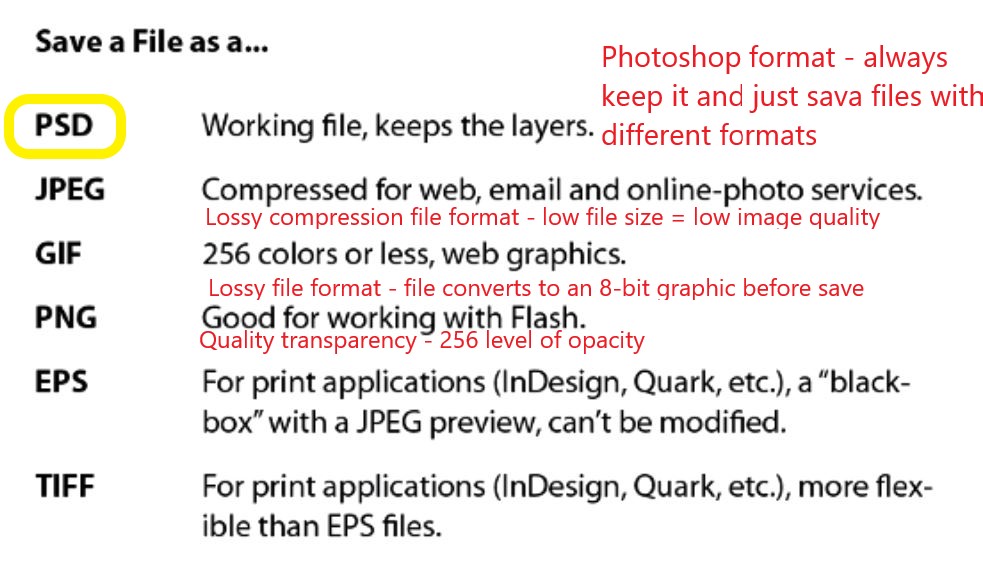 Save a File as a...
Photoshop format - always
keep it and just sava files with
different formats
PSD Working file, keeps the layers.
JPEG Compressed for web, email and online-photo services.
Lossy compression file format - low file size = low image quality
GIF 256 colors or less, web graphics.
Lossy file format - file converts to an 8-bit graphic before save
PNG Good for working with Flash.
Quality transparency - 256 level of opacity
EPS For print applications (InDesign, Quark, etc.), a “black-
box” with a JPEG preview, can’t be modified.
TIFF For print applications (InDesign, Quark, etc.), more flex-
ible than EPS files.